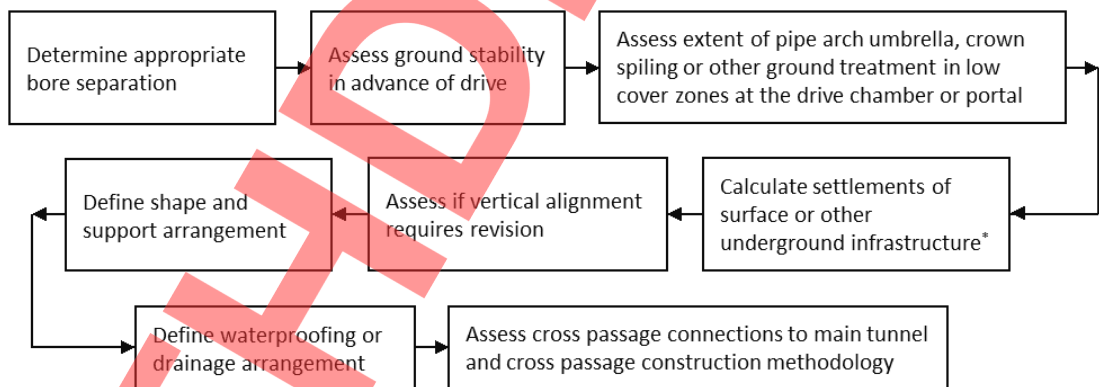 Determine appropriate
bore separation
Assess ground stability
in advance of drive
Assess extent of pipe arch umbrella, crown
spiling or other ground treatment in low
cover zones at the drive chamber or portal
Calculate settlements of
surface or other
underground infrastructure*
Assess if vertical alignment
requires revision
Define shape and
support arrangement
Define waterproofing or
drainage arrangement
Assess cross passage connections to main tunnel
and cross passage construction methodology
THD